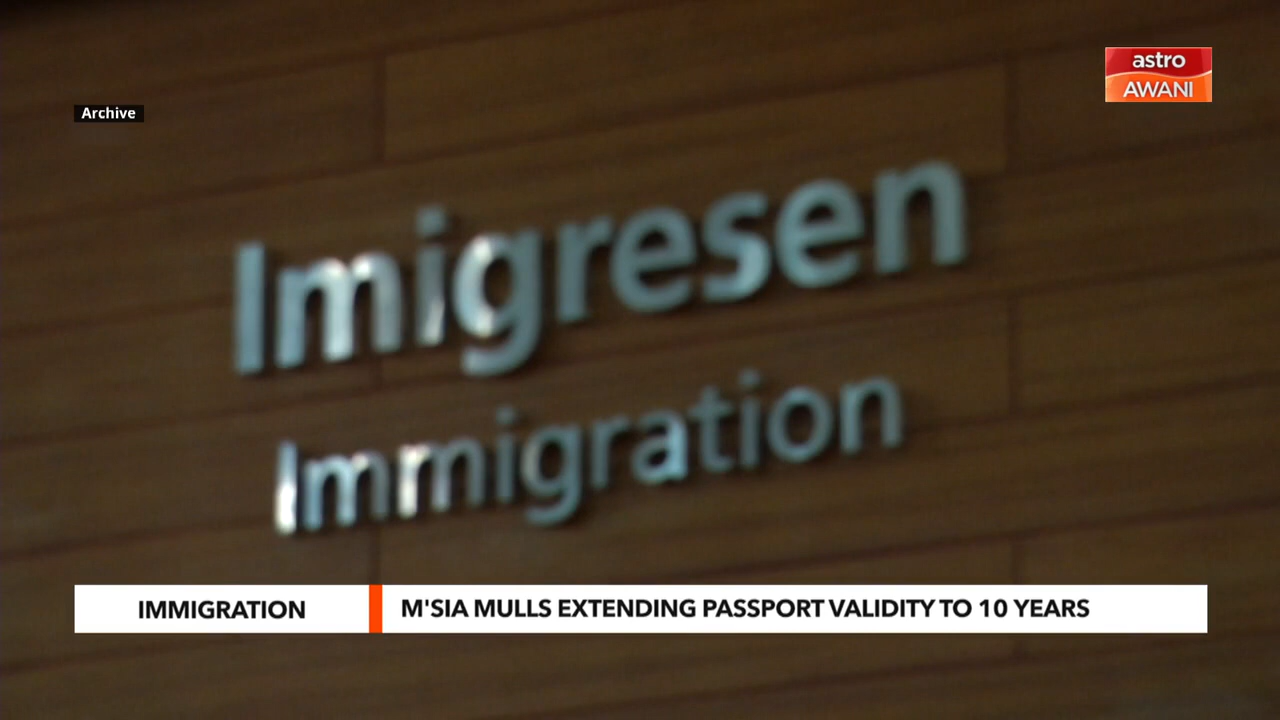 astro
AWANI
Archive
Imigresen
Immigration
IMMIGRATION
M'SIA MULLS EXTENDING PASSPORT VALIDITY TO 10 YEARS